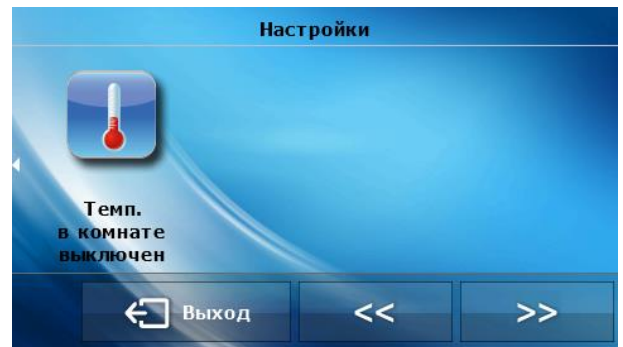 Настройки
Темп.
в комнате
выключен
Выход
<<
>>